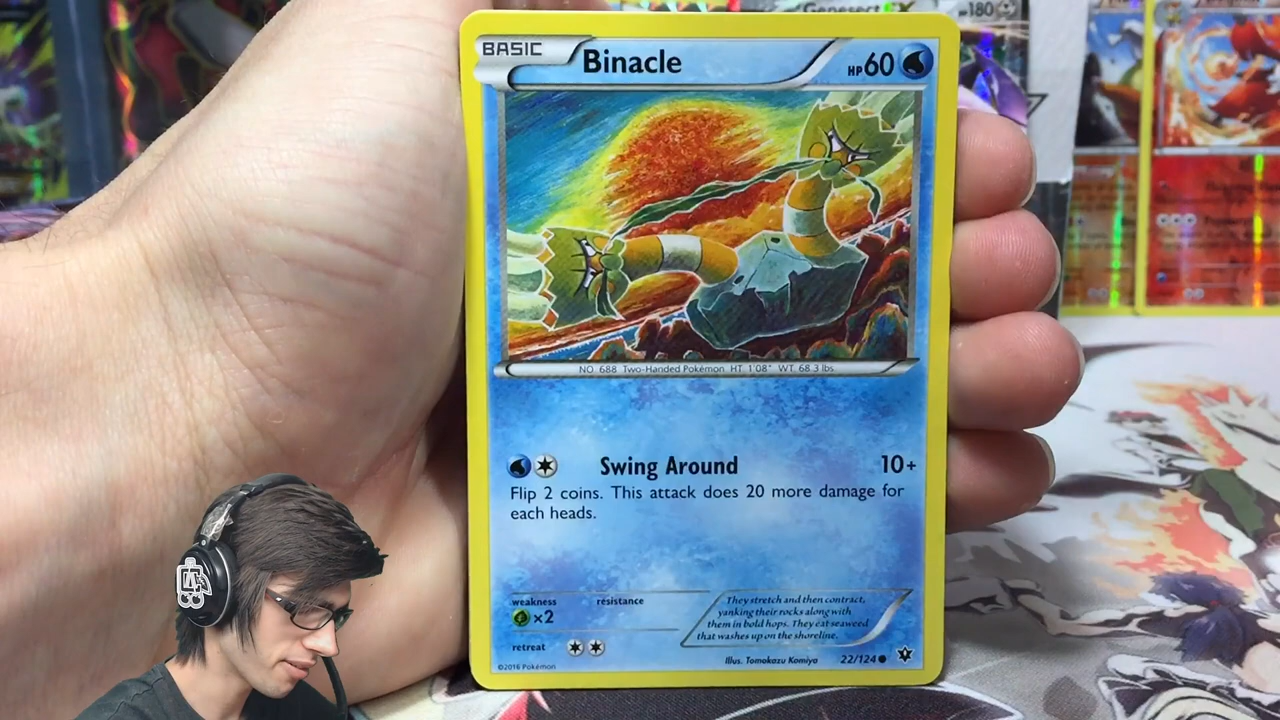 Genesect EX
HP180
BASIC
Binacle
HP60
NO. 688 Two-Handed Pokémon HT 1'08" WT 68.3 lbs
Swing Around 10+
Flip 2 coins. This attack does 20 more damage for
each heads.
weakness resistance
×2
retreat
They stretch and then contract,
yanking their rocks along with
them in bold hops. They eat seaweed
that washes up on the shoreline.
©2016 Pokémon
Illus. Tomokazu Komiya
22/124